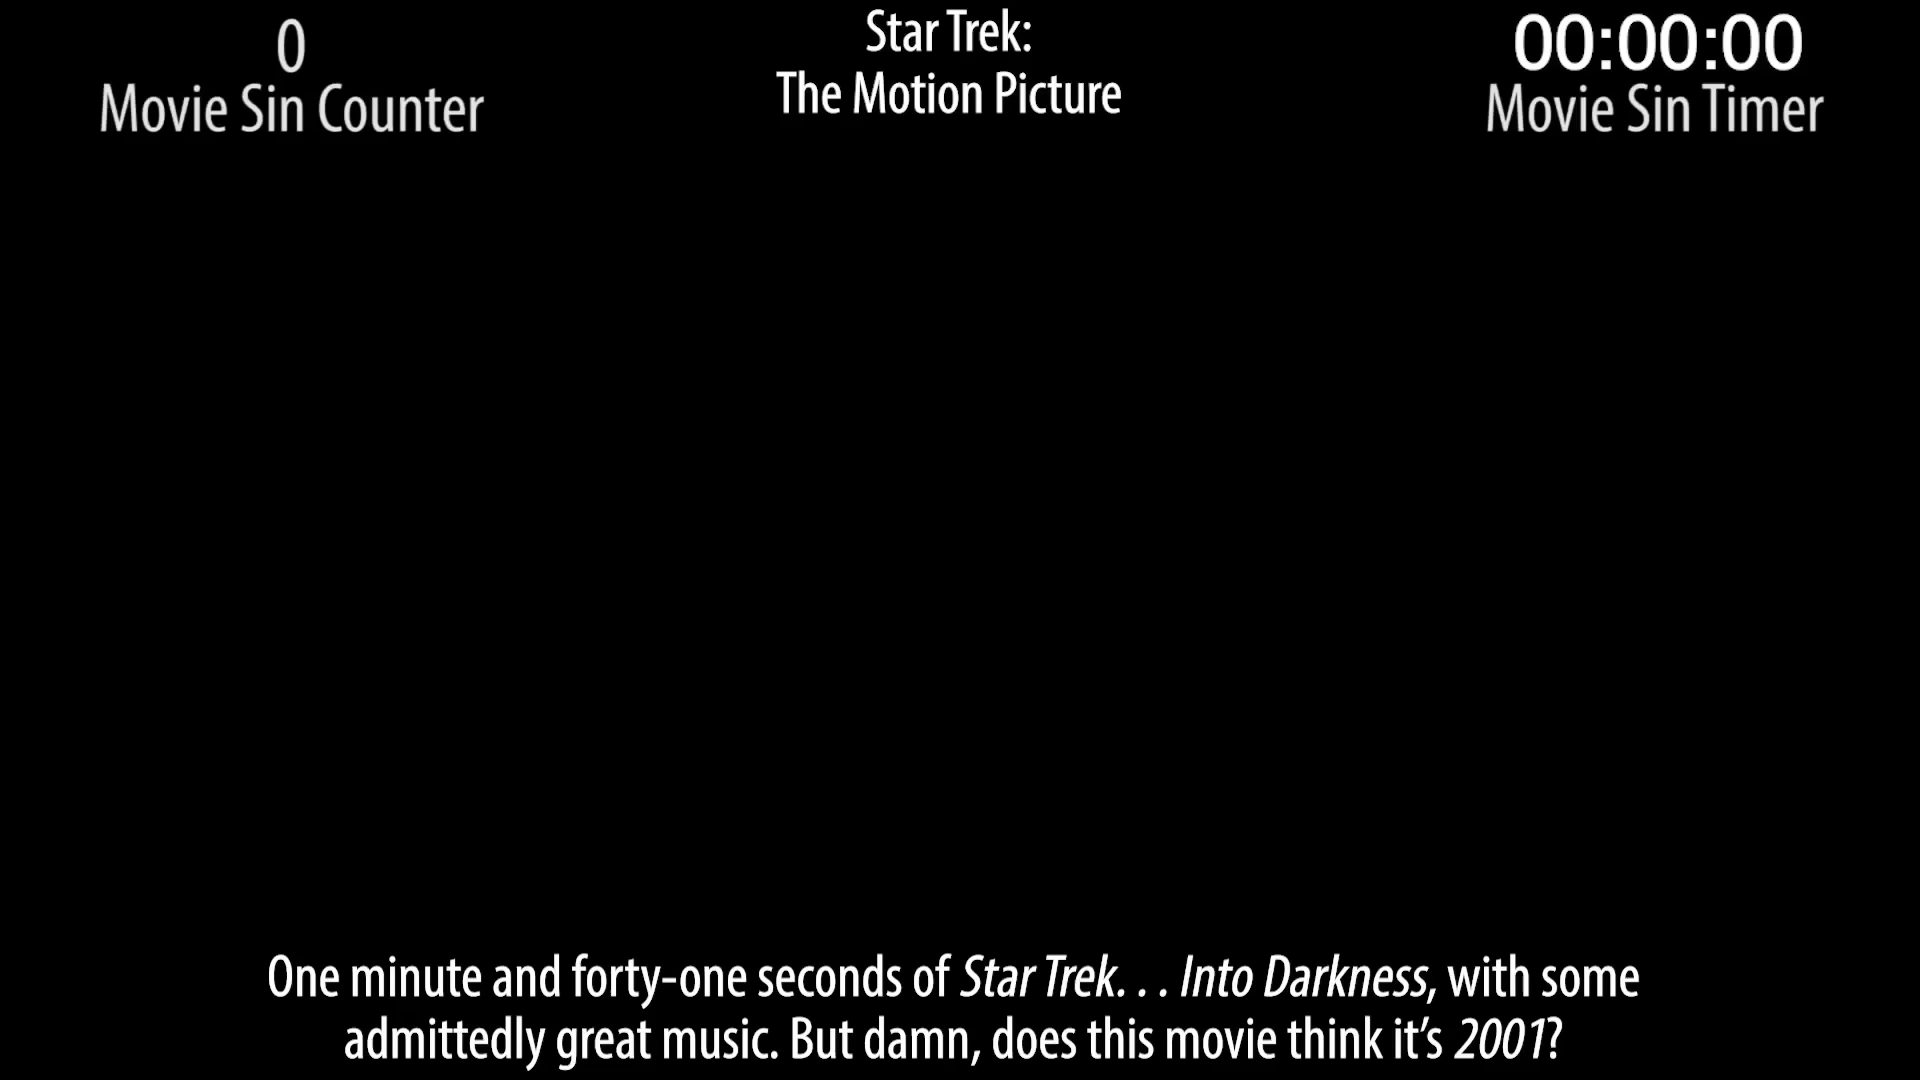 0
Movie Sin Counter
Star Trek:
The Motion Picture
00:00:00
Movie Sin Timer
One minute and forty-one seconds of Star Trek. . . Into Darkness, with some
admittedly great music. But damn, does this movie think it’s 2001?